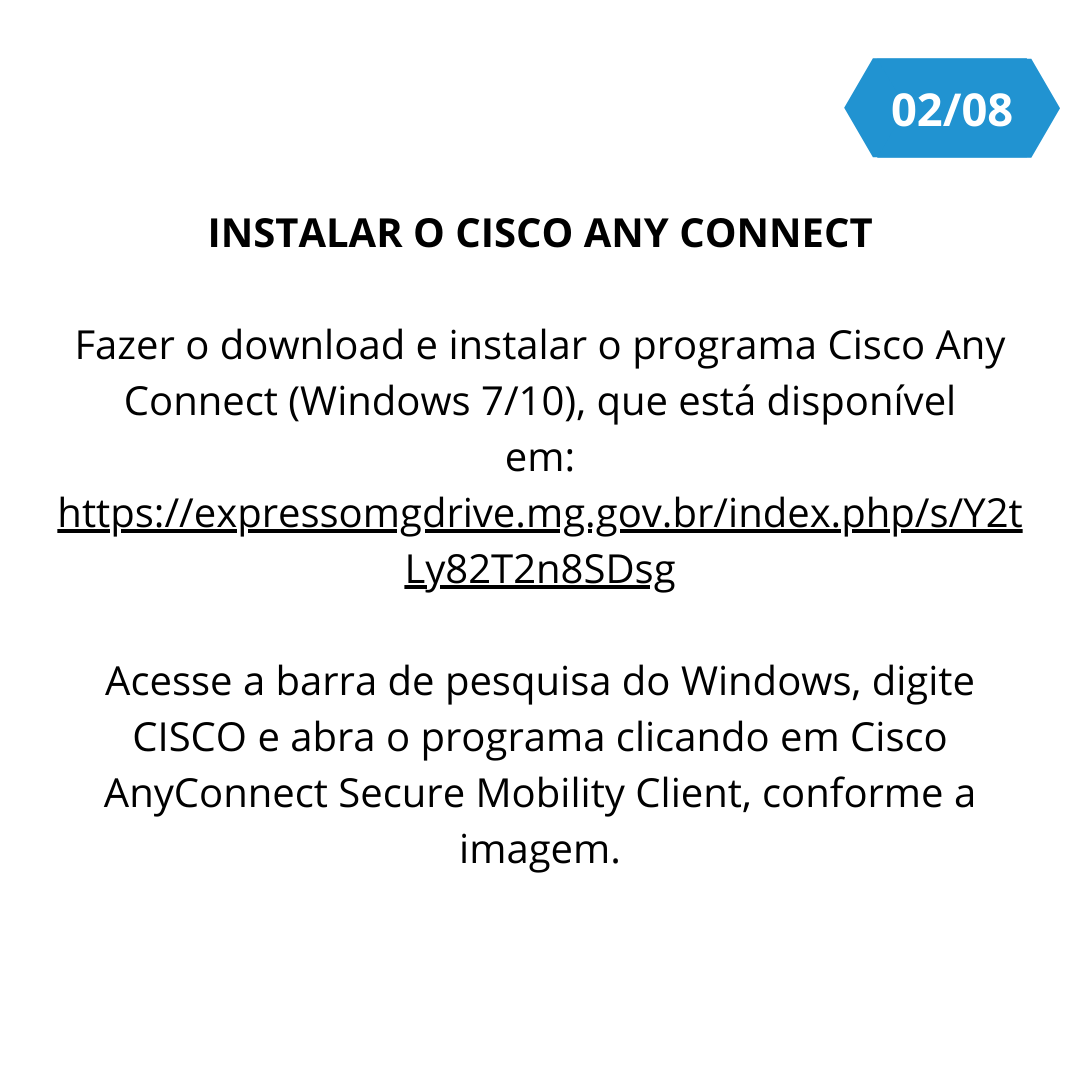 02/08
INSTALAR O CISCO ANY CONNECT
Fazer o download e instalar o programa Cisco Any
Connect (Windows 7/10), que está disponível
em:
https://expressomgdrive.mg.gov.br/index.php/s/Y2t
Ly82T2n8SDsg
Acesse a barra de pesquisa do Windows, digite
CISCO e abra o programa clicando em Cisco
AnyConnect Secure Mobility Client, conforme a
imagem.